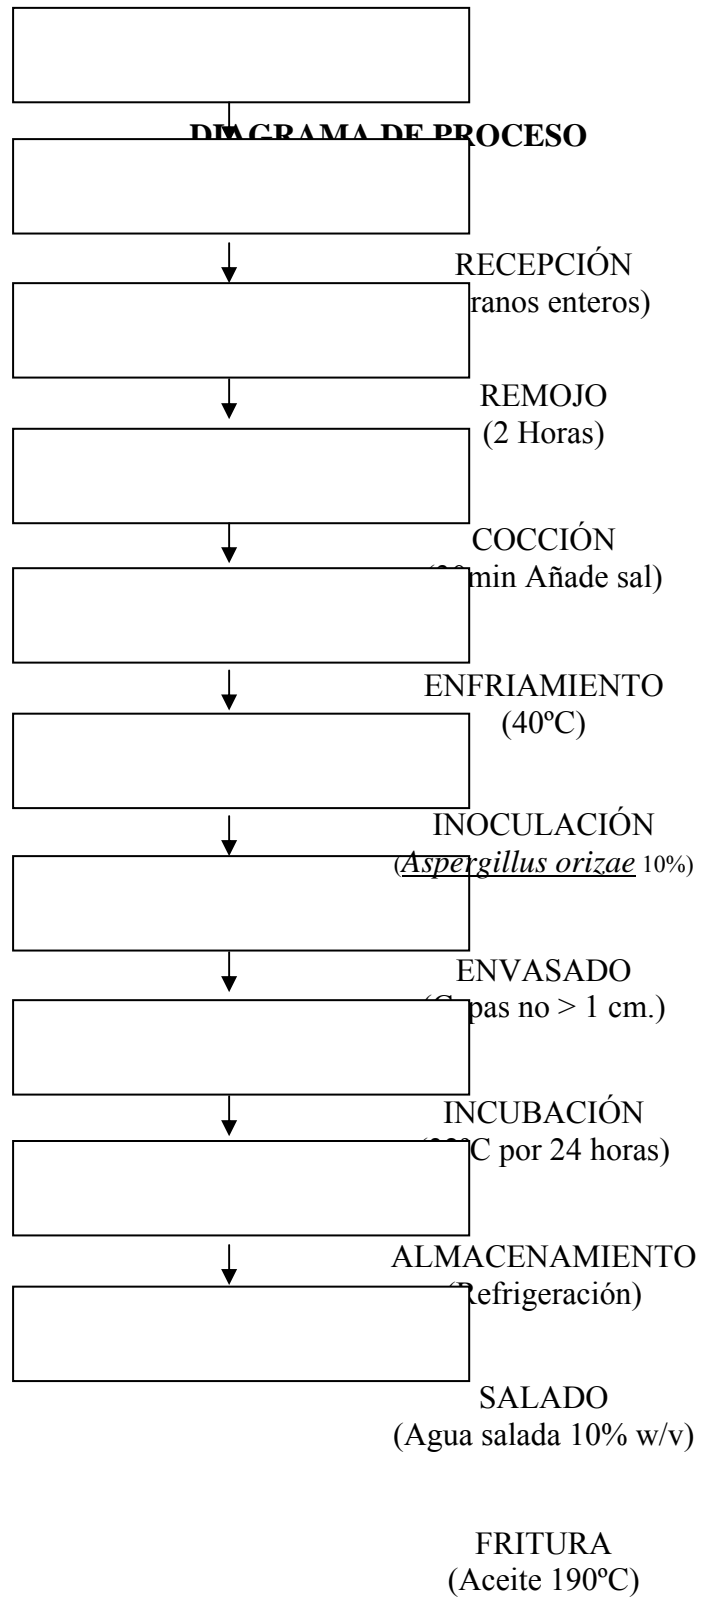 DIAGRAMA DE PROCESO
RECEPCIÓN
ranos enteros)
REMOJO
(2 Horas)
COCCIÓN
min Añade sal)
ENFRIAMIENTO
(40ºC)
INOCULACIÓN
(Aspergillus orizae 10%)
ENVASADO
no > 1 cm.)
INCUBACIÓN
C por 24 horas)
ALMACENAMIENTO
(Refrigeración)
SALADO
(Agua salada 10% w/v)
FRITURA
(Aceite 190ºC)